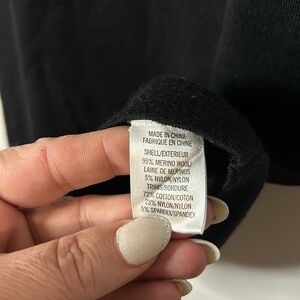 MADE IN CHINA
FABRIQUE EN CHINE
SHELL/EXTERIEUR
95% MERINO WOOL/
LAINE DE MERINOS
5% NYLON/NYLON
TRIMS/BORDURE
72% COTTON/COTON
23% NYLON/NYLON
5% SPANDEX/SPANDEX